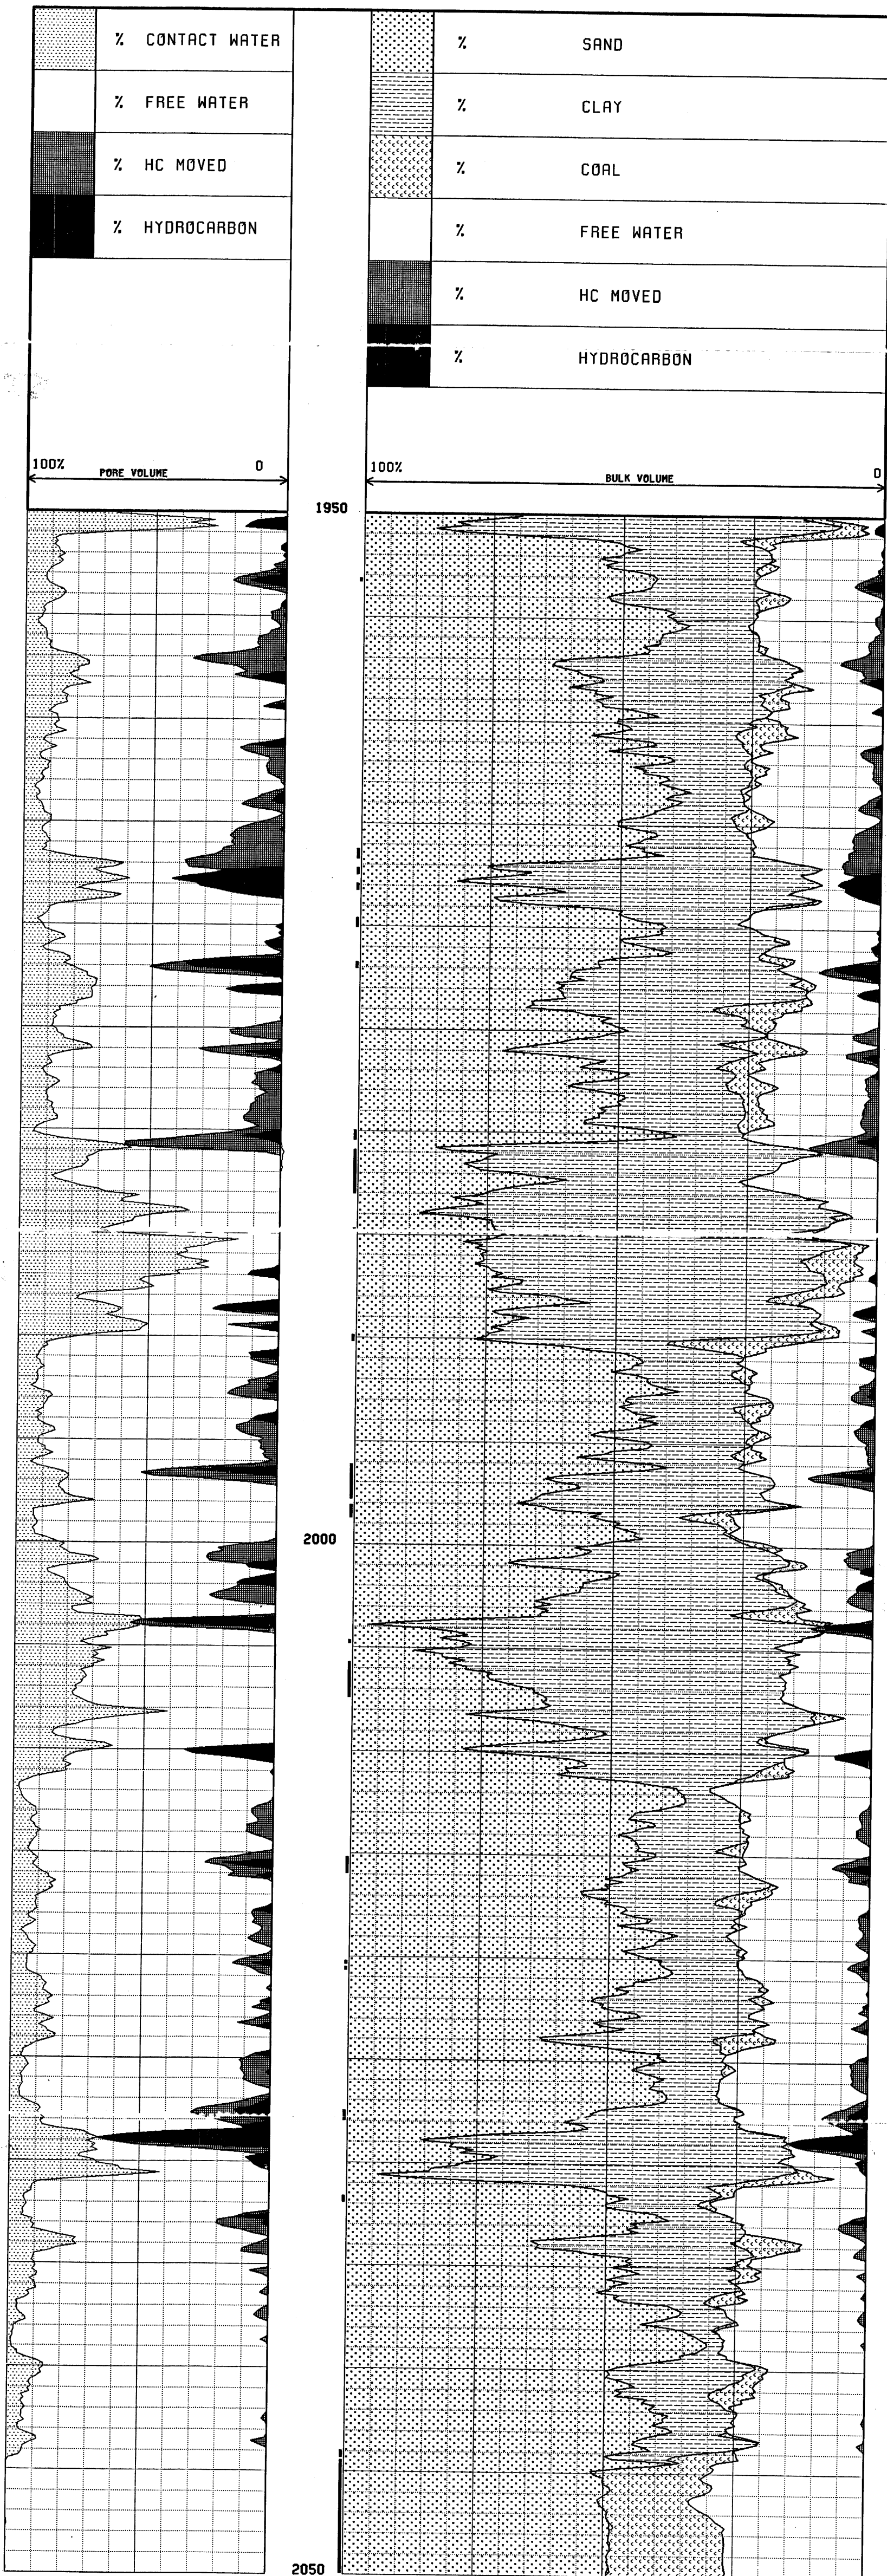 % CONTACT WATER
% FREE WATER
% HC MOVED
% HYDROCARBON
% SAND
% CLAY
% COAL
% FREE WATER
% HC MOVED
% HYDROCARBON
100% PORE VOLUME 0
100% BULK VOLUME 0
1950
2000
2050